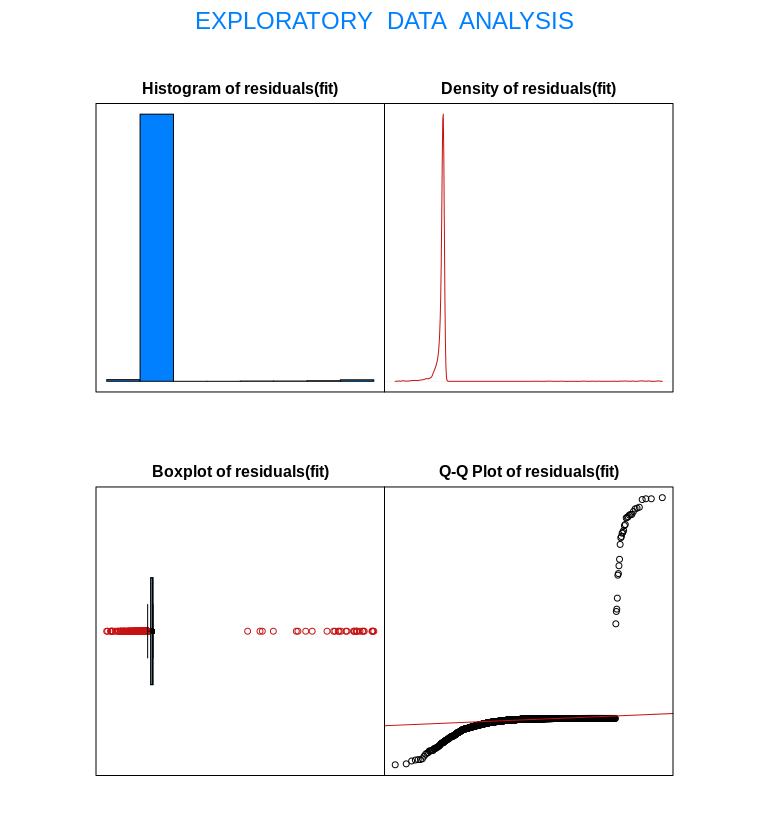 EXPLORATORY DATA ANALYSIS
Histogram of residuals(fit)
Density of residuals(fit)
Boxplot of residuals(fit)
Q-Q Plot of residuals(fit)